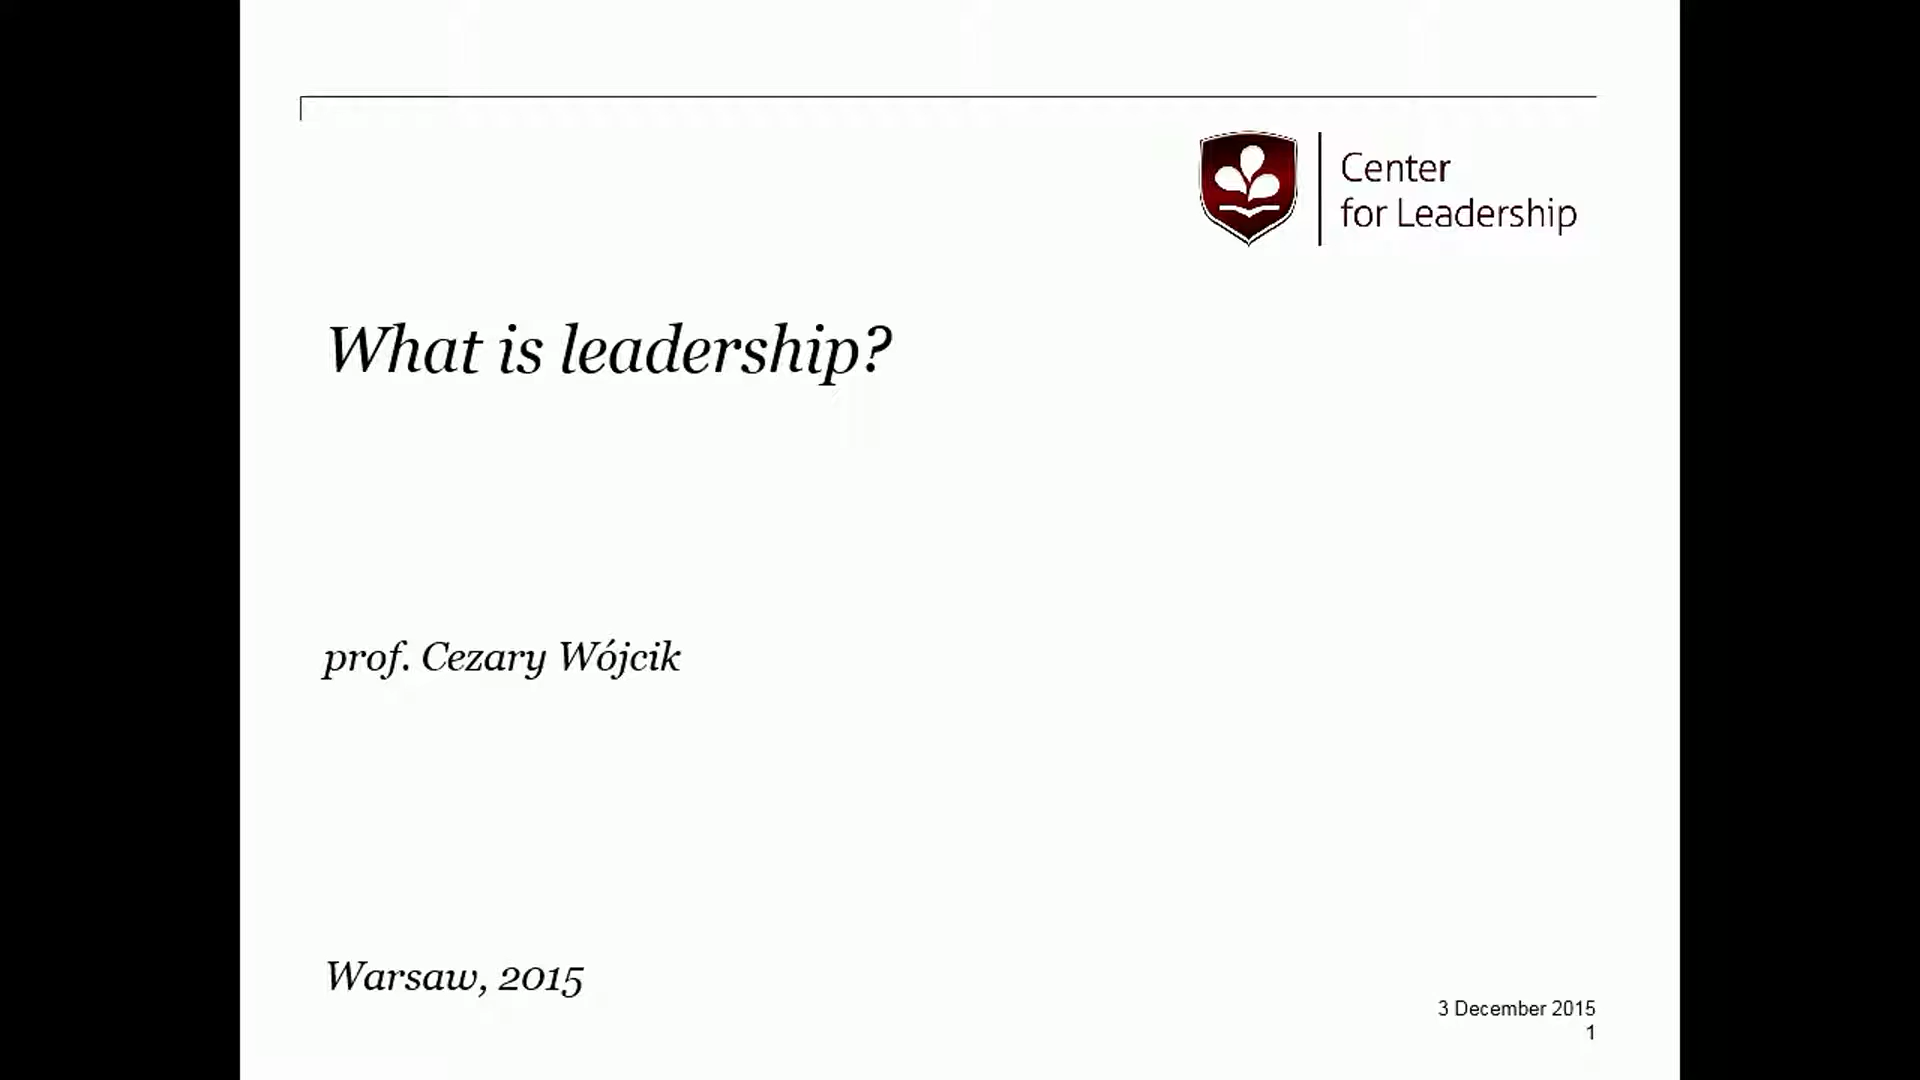 Center
for Leadership
What is leadership?
prof. Cezary Wójcik
Warsaw, 2015
3 December 2015
1